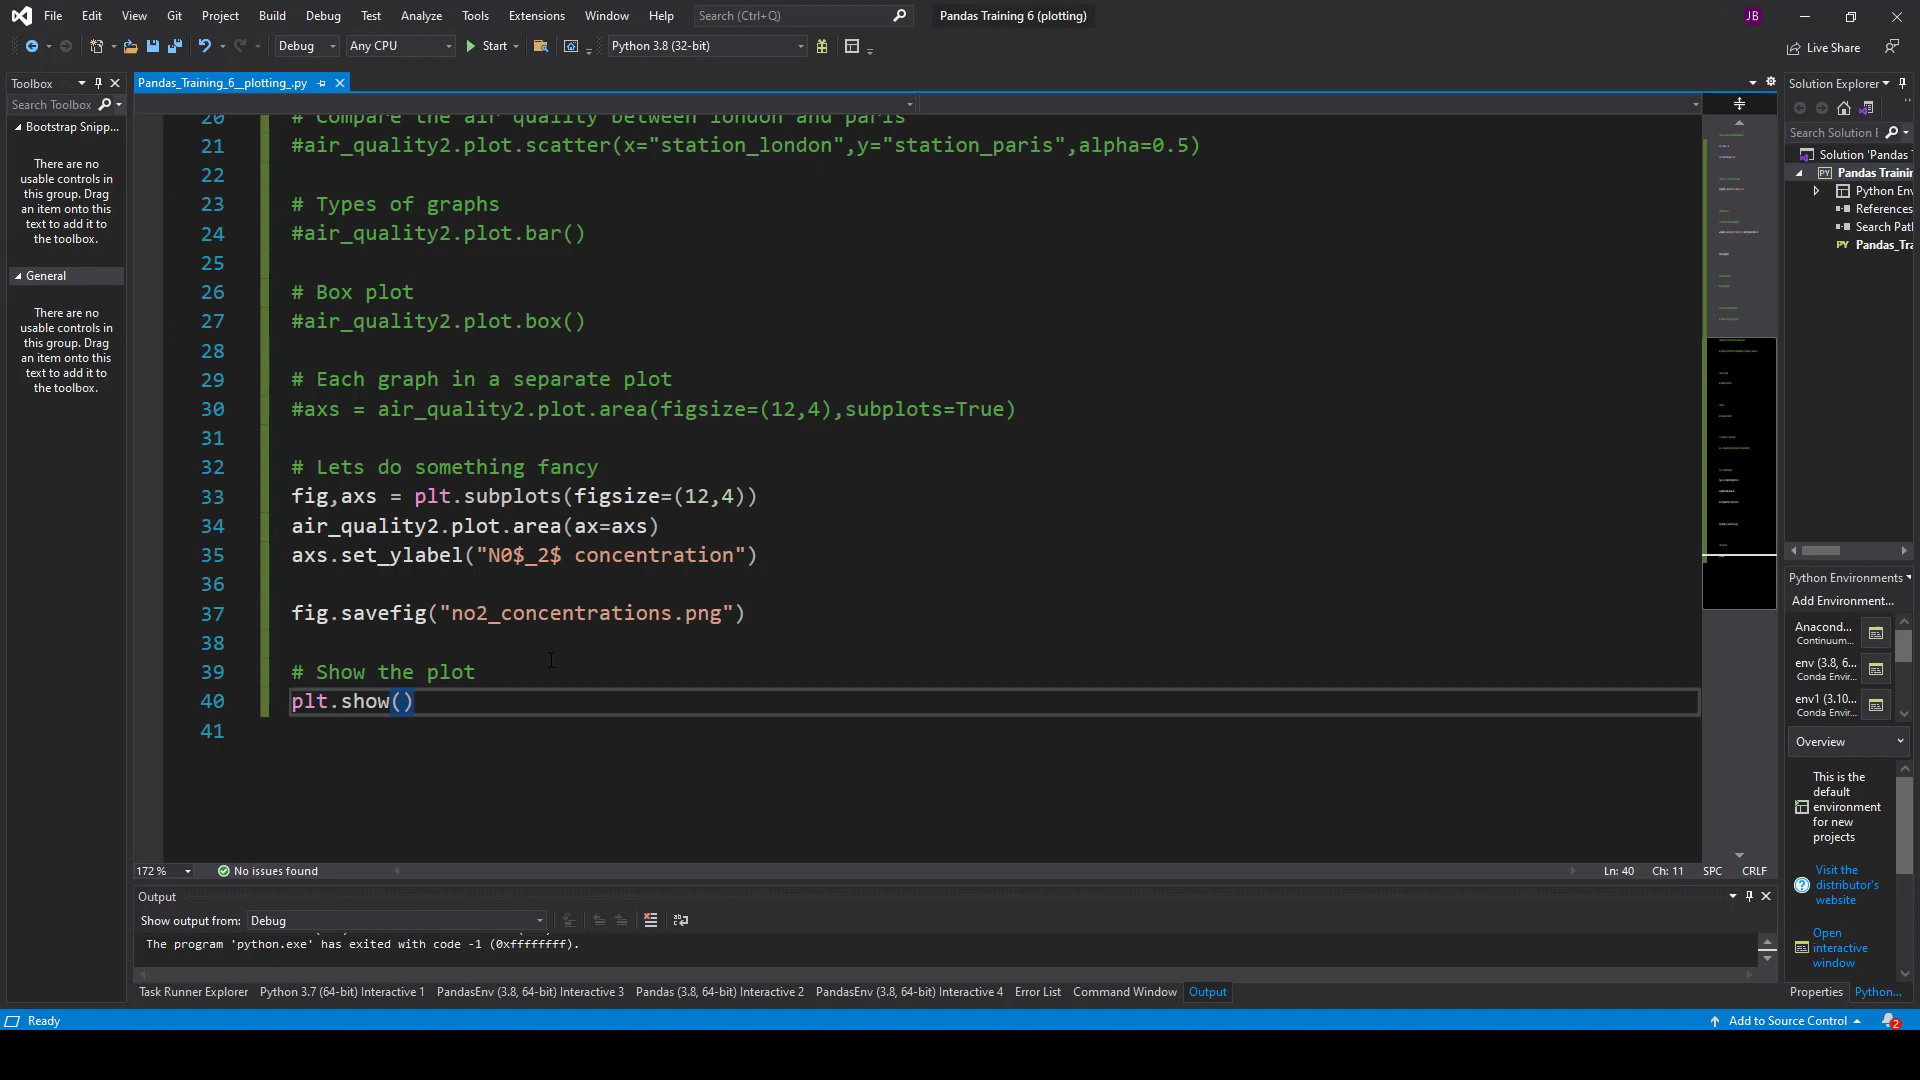 File Edit View Git Project Build Debug Test Analyze Tools Extensions Window Help Search (Ctrl+Q) Pandas Training 6 (plotting) JB
Debug Any CPU Start Python 3.8 (32-bit) Live Share
Toolbox
Search Toolbox
Bootstrap Snipp...
There are no
usable controls in
this group. Drag
an item onto this
text to add it to
the toolbox.
General
There are no
usable controls in
this group. Drag
an item onto this
text to add it to
the toolbox.
Pandas_Training_6__plotting_.py
20 # Compare the air quality between london and paris
21 #air_quality2.plot.scatter(x="station_london",y="station_paris",alpha=0.5)
22
23 # Types of graphs
24 #air_quality2.plot.bar()
25
26 # Box plot
27 #air_quality2.plot.box()
28
29 # Each graph in a separate plot
30 #axs = air_quality2.plot.area(figsize=(12,4),subplots=True)
31
32 # Lets do something fancy
33 fig,axs = plt.subplots(figsize=(12,4))
34 air_quality2.plot.area(ax=axs)
35 axs.set_ylabel("N0$_2$ concentration")
36
37 fig.savefig("no2_concentrations.png")
38
39 # Show the plot
40 plt.show()
41
172 % No issues found Ln: 40 Ch: 11 SPC CRLF
Output
Show output from: Debug
The program 'python.exe' has exited with code -1 (0xffffffff).
Task Runner Explorer Python 3.7 (64-bit) Interactive 1 PandasEnv (3.8, 64-bit) Interactive 3 Pandas (3.8, 64-bit) Interactive 2 PandasEnv (3.8, 64-bit) Interactive 4 Error List Command Window Output
Solution Explorer
Search Solution E
Solution 'Pandas
Pandas Trainin
Python Env
References
Search Path
Pandas_Tra
Python Environments
Add Environment...
Anacond...
Continuum...
env (3.8, 6...
Conda Envir...
env1 (3.10...
Conda Envir...
Overview
This is the
default
environment
for new
projects
Visit the
distributor's
website
Open
interactive
window
Properties Python...
Ready Add to Source Control 2